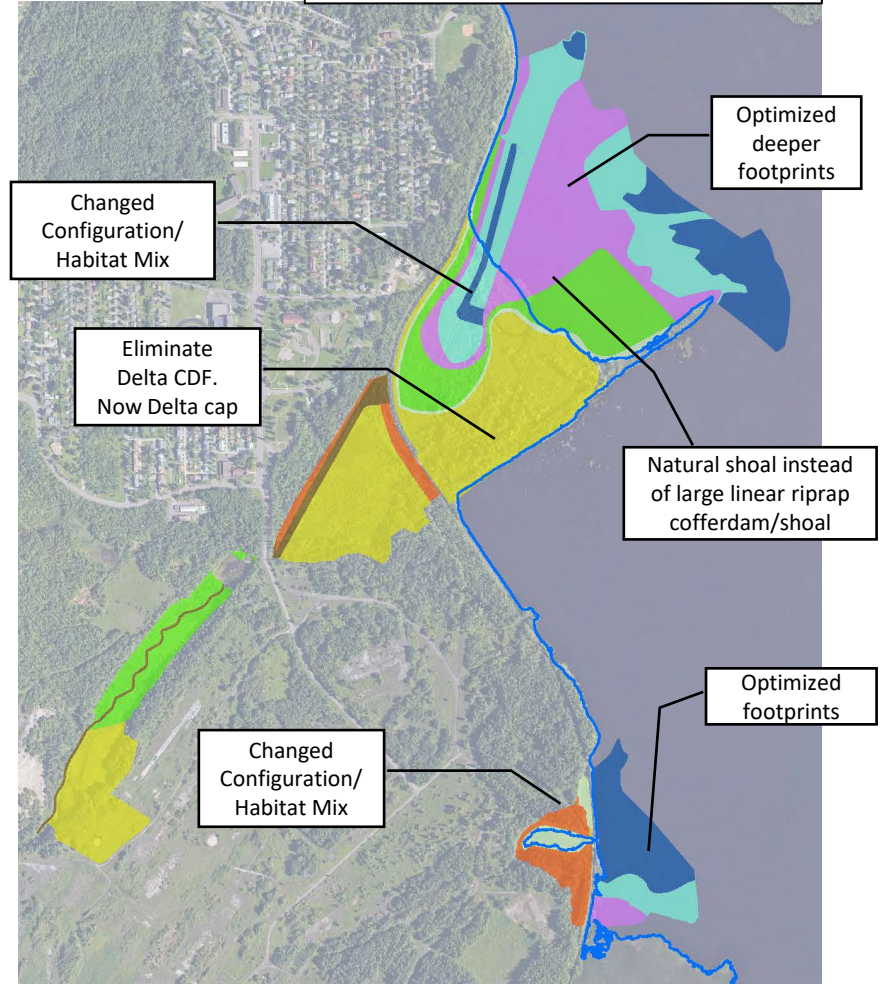 Optimized
deeper
footprints
Changed
Configuration/
Habitat Mix
Eliminate
Delta CDF.
Now Delta cap
Natural shoal instead
of large linear riprap
cofferdam/shoal
Optimized
footprints
Changed
Configuration/
Habitat Mix